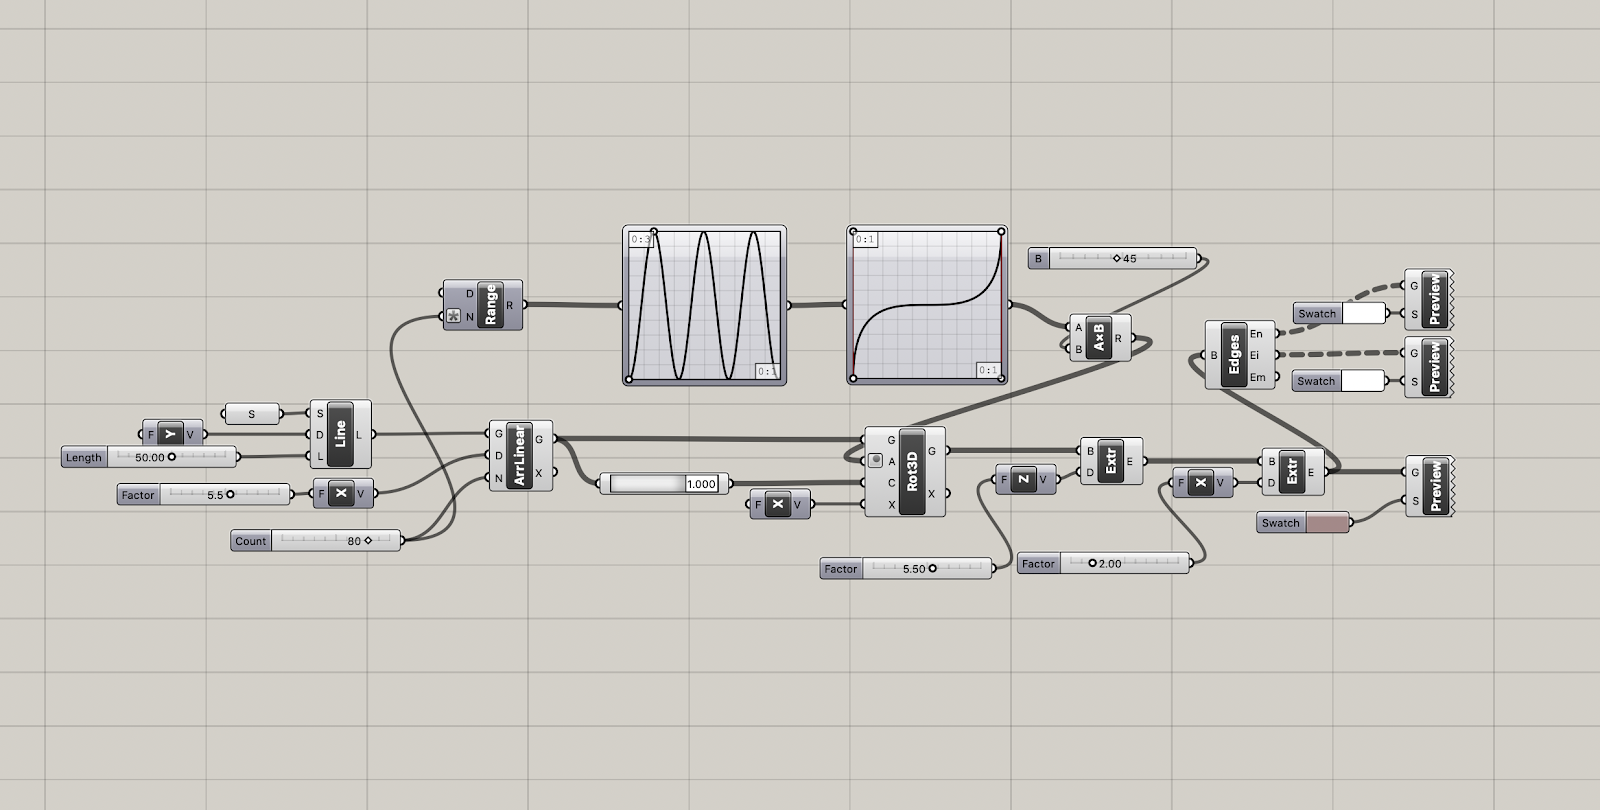 D
N
Range
R
0:3
0:1
0:1
0:1
B
45
A
B
A×B
R
B
Edges
En
Ei
Em
Swatch
Swatch
G
S
Preview
G
S
Preview
S
F
Y
V
Length
50.00
S
D
L
Line
L
Factor
5.5
F
X
V
Count
80
G
D
N
ArrLinear
G
X
1.000
F
X
V
G
A
C
X
Rot3D
G
X
F
Z
V
B
D
Extr
E
F
X
V
B
D
Extr
E
Swatch
G
S
Preview
Factor
5.50
Factor
2.00